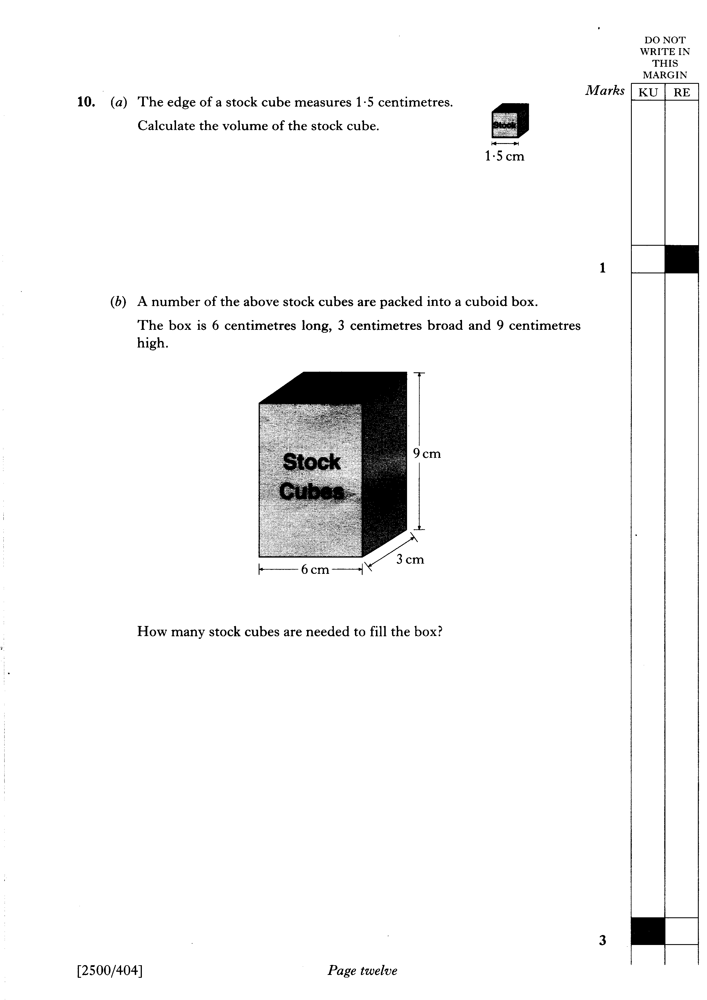 DO NOT
WRITE IN
THIS
MARGIN
Marks
KU
RE
10. (a) The edge of a stock cube measures 1·5 centimetres.
Calculate the volume of the stock cube.
Stock
1·5 cm
1
(b) A number of the above stock cubes are packed into a cuboid box.
The box is 6 centimetres long, 3 centimetres broad and 9 centimetres
high.
Stock
Cubes
9 cm
3 cm
6 cm
How many stock cubes are needed to fill the box?
3
[2500/404]
Page twelve